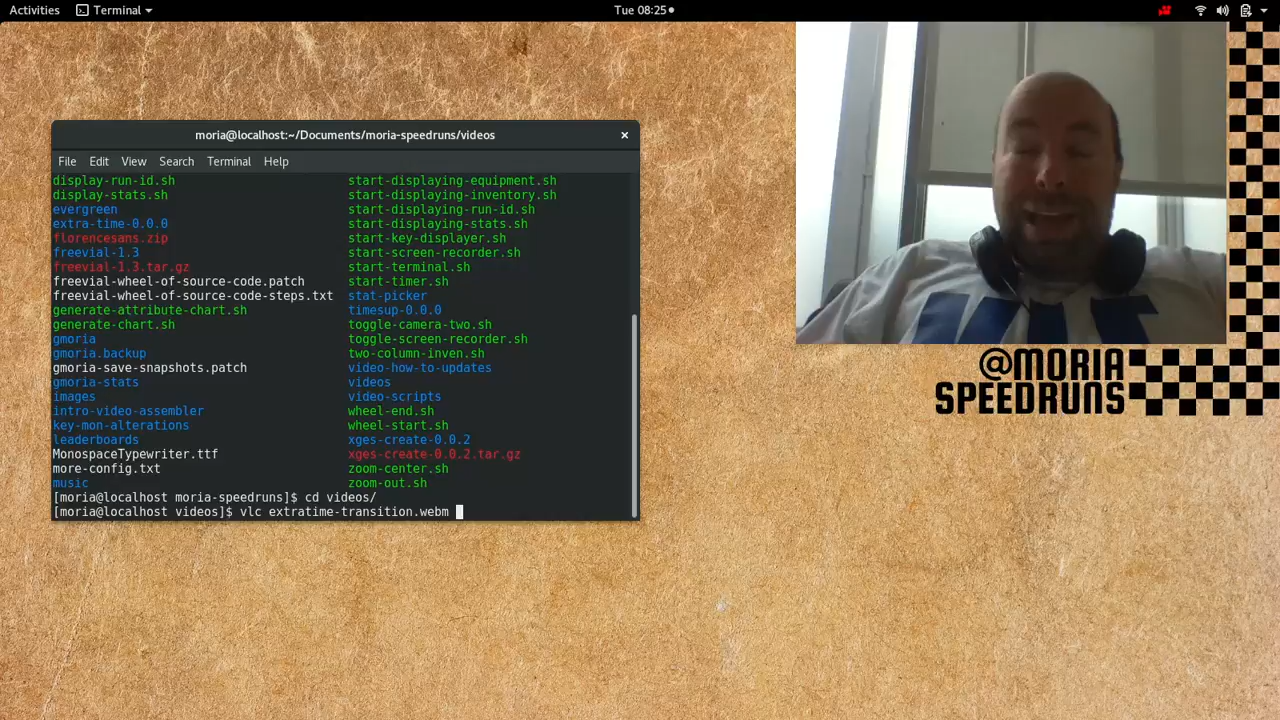 Activities Terminal Tue 08:25
moria@localhost:~/Documents/moria-speedruns/videos ×
File Edit View Search Terminal Help
display-run-id.sh start-displaying-equipment.sh
display-stats.sh start-displaying-inventory.sh
evergreen start-displaying-run-id.sh
extra-time-0.0.0 start-displaying-stats.sh
florencesans.zip start-key-displayer.sh
freevial-1.3 start-screen-recorder.sh
freevial-1.3.tar.gz start-terminal.sh
freevial-wheel-of-source-code.patch start-timer.sh
freevial-wheel-of-source-code-steps.txt stat-picker
generate-attribute-chart.sh timesup-0.0.0
generate-chart.sh toggle-camera-two.sh
gmoria toggle-screen-recorder.sh
gmoria.backup two-column-inven.sh
gmoria-save-snapshots.patch video-how-to-updates
gmoria-stats videos
images video-scripts
intro-video-assembler wheel-end.sh
key-mon-alterations wheel-start.sh
leaderboards xges-create-0.0.2
MonospaceTypewriter.ttf xges-create-0.0.2.tar.gz
more-config.txt zoom-center.sh
music zoom-out.sh
[moria@localhost moria-speedruns]$ cd videos/
[moria@localhost videos]$ vlc extratime-transition.webm
@MORIA
SPEEDRUNS